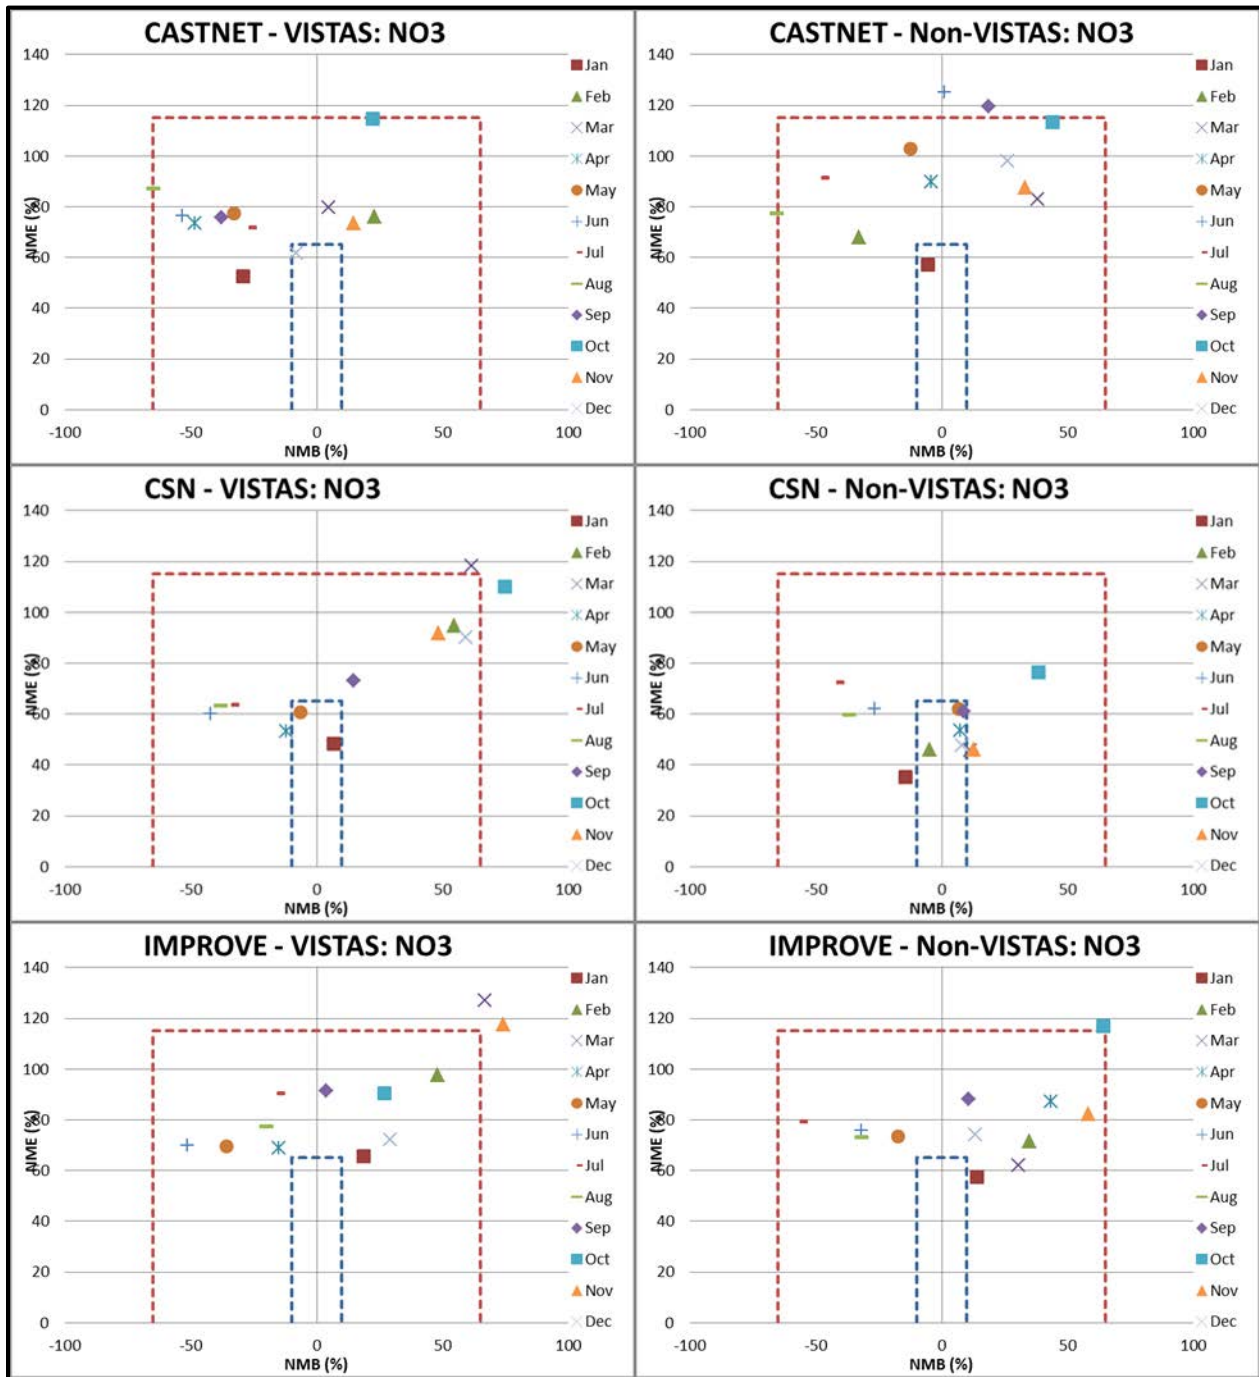 CASTNET - VISTAS: NO3
140
120
100
80
60
40
20
0
NME (%)
-100 -50 0 50 100
NMB (%)
Jan
Feb
Mar
Apr
May
Jun
Jul
Aug
Sep
Oct
Nov
Dec
CASTNET - Non-VISTAS: NO3
140
120
100
80
60
40
20
0
NME (%)
-100 -50 0 50 100
NMB (%)
Jan
Feb
Mar
Apr
May
Jun
Jul
Aug
Sep
Oct
Nov
Dec
CSN - VISTAS: NO3
140
120
100
80
60
40
20
0
NME (%)
-100 -50 0 50 100
NMB (%)
Jan
Feb
Mar
Apr
May
Jun
Jul
Aug
Sep
Oct
Nov
Dec
CSN - Non-VISTAS: NO3
140
120
100
80
60
40
20
0
NME (%)
-100 -50 0 50 100
NMB (%)
Jan
Feb
Mar
Apr
May
Jun
Jul
Aug
Sep
Oct
Nov
Dec
IMPROVE - VISTAS: NO3
140
120
100
80
60
40
20
0
NME (%)
-100 -50 0 50 100
NMB (%)
Jan
Feb
Mar
Apr
May
Jun
Jul
Aug
Sep
Oct
Nov
Dec
IMPROVE - Non-VISTAS: NO3
140
120
100
80
60
40
20
0
NME (%)
-100 -50 0 50 100
NMB (%)
Jan
Feb
Mar
Apr
May
Jun
Jul
Aug
Sep
Oct
Nov
Dec